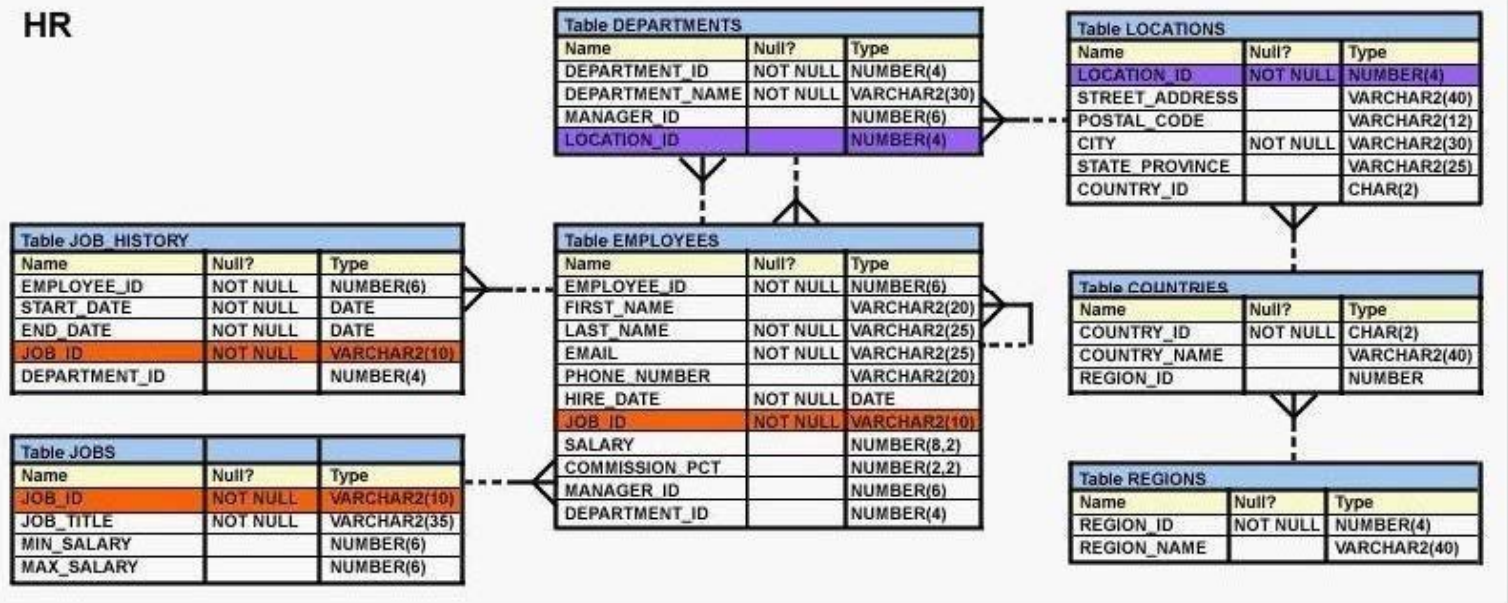 HR
Table DEPARTMENTS
Name Null? Type
DEPARTMENT_ID NOT NULL NUMBER(4)
DEPARTMENT_NAME NOT NULL VARCHAR2(30)
MANAGER_ID NUMBER(6)
LOCATION_ID NUMBER(4)
Table LOCATIONS
Name Null? Type
LOCATION_ID NOT NULL NUMBER(4)
STREET_ADDRESS VARCHAR2(40)
POSTAL_CODE VARCHAR2(12)
CITY NOT NULL VARCHAR2(30)
STATE_PROVINCE VARCHAR2(25)
COUNTRY_ID CHAR(2)
Table JOB_HISTORY
Name Null? Type
EMPLOYEE_ID NOT NULL NUMBER(6)
START_DATE NOT NULL DATE
END_DATE NOT NULL DATE
JOB_ID NOT NULL VARCHAR2(10)
DEPARTMENT_ID NUMBER(4)
Table EMPLOYEES
Name Null? Type
EMPLOYEE_ID NOT NULL NUMBER(6)
FIRST_NAME VARCHAR2(20)
LAST_NAME NOT NULL VARCHAR2(25)
EMAIL NOT NULL VARCHAR2(25)
PHONE_NUMBER VARCHAR2(20)
HIRE_DATE NOT NULL DATE
JOB_ID NOT NULL VARCHAR2(10)
SALARY NUMBER(8,2)
COMMISSION_PCT NUMBER(2,2)
MANAGER_ID NUMBER(6)
DEPARTMENT_ID NUMBER(4)
Table COUNTRIES
Name Null? Type
COUNTRY_ID NOT NULL CHAR(2)
COUNTRY_NAME VARCHAR2(40)
REGION_ID NUMBER
Table JOBS
Name Null? Type
JOB_ID NOT NULL VARCHAR2(10)
JOB_TITLE NOT NULL VARCHAR2(35)
MIN_SALARY NUMBER(6)
MAX_SALARY NUMBER(6)
Table REGIONS
Name Null? Type
REGION_ID NOT NULL NUMBER(4)
REGION_NAME VARCHAR2(40)